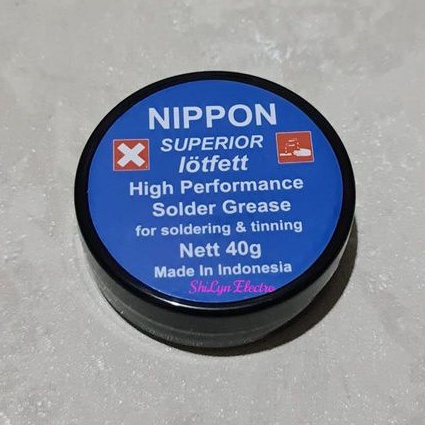 NIPPON
SUPERIOR
lötfett
High Performance
Solder Grease
for soldering & tinning
Nett 40g
Made In Indonesia
ShiLyn Electro